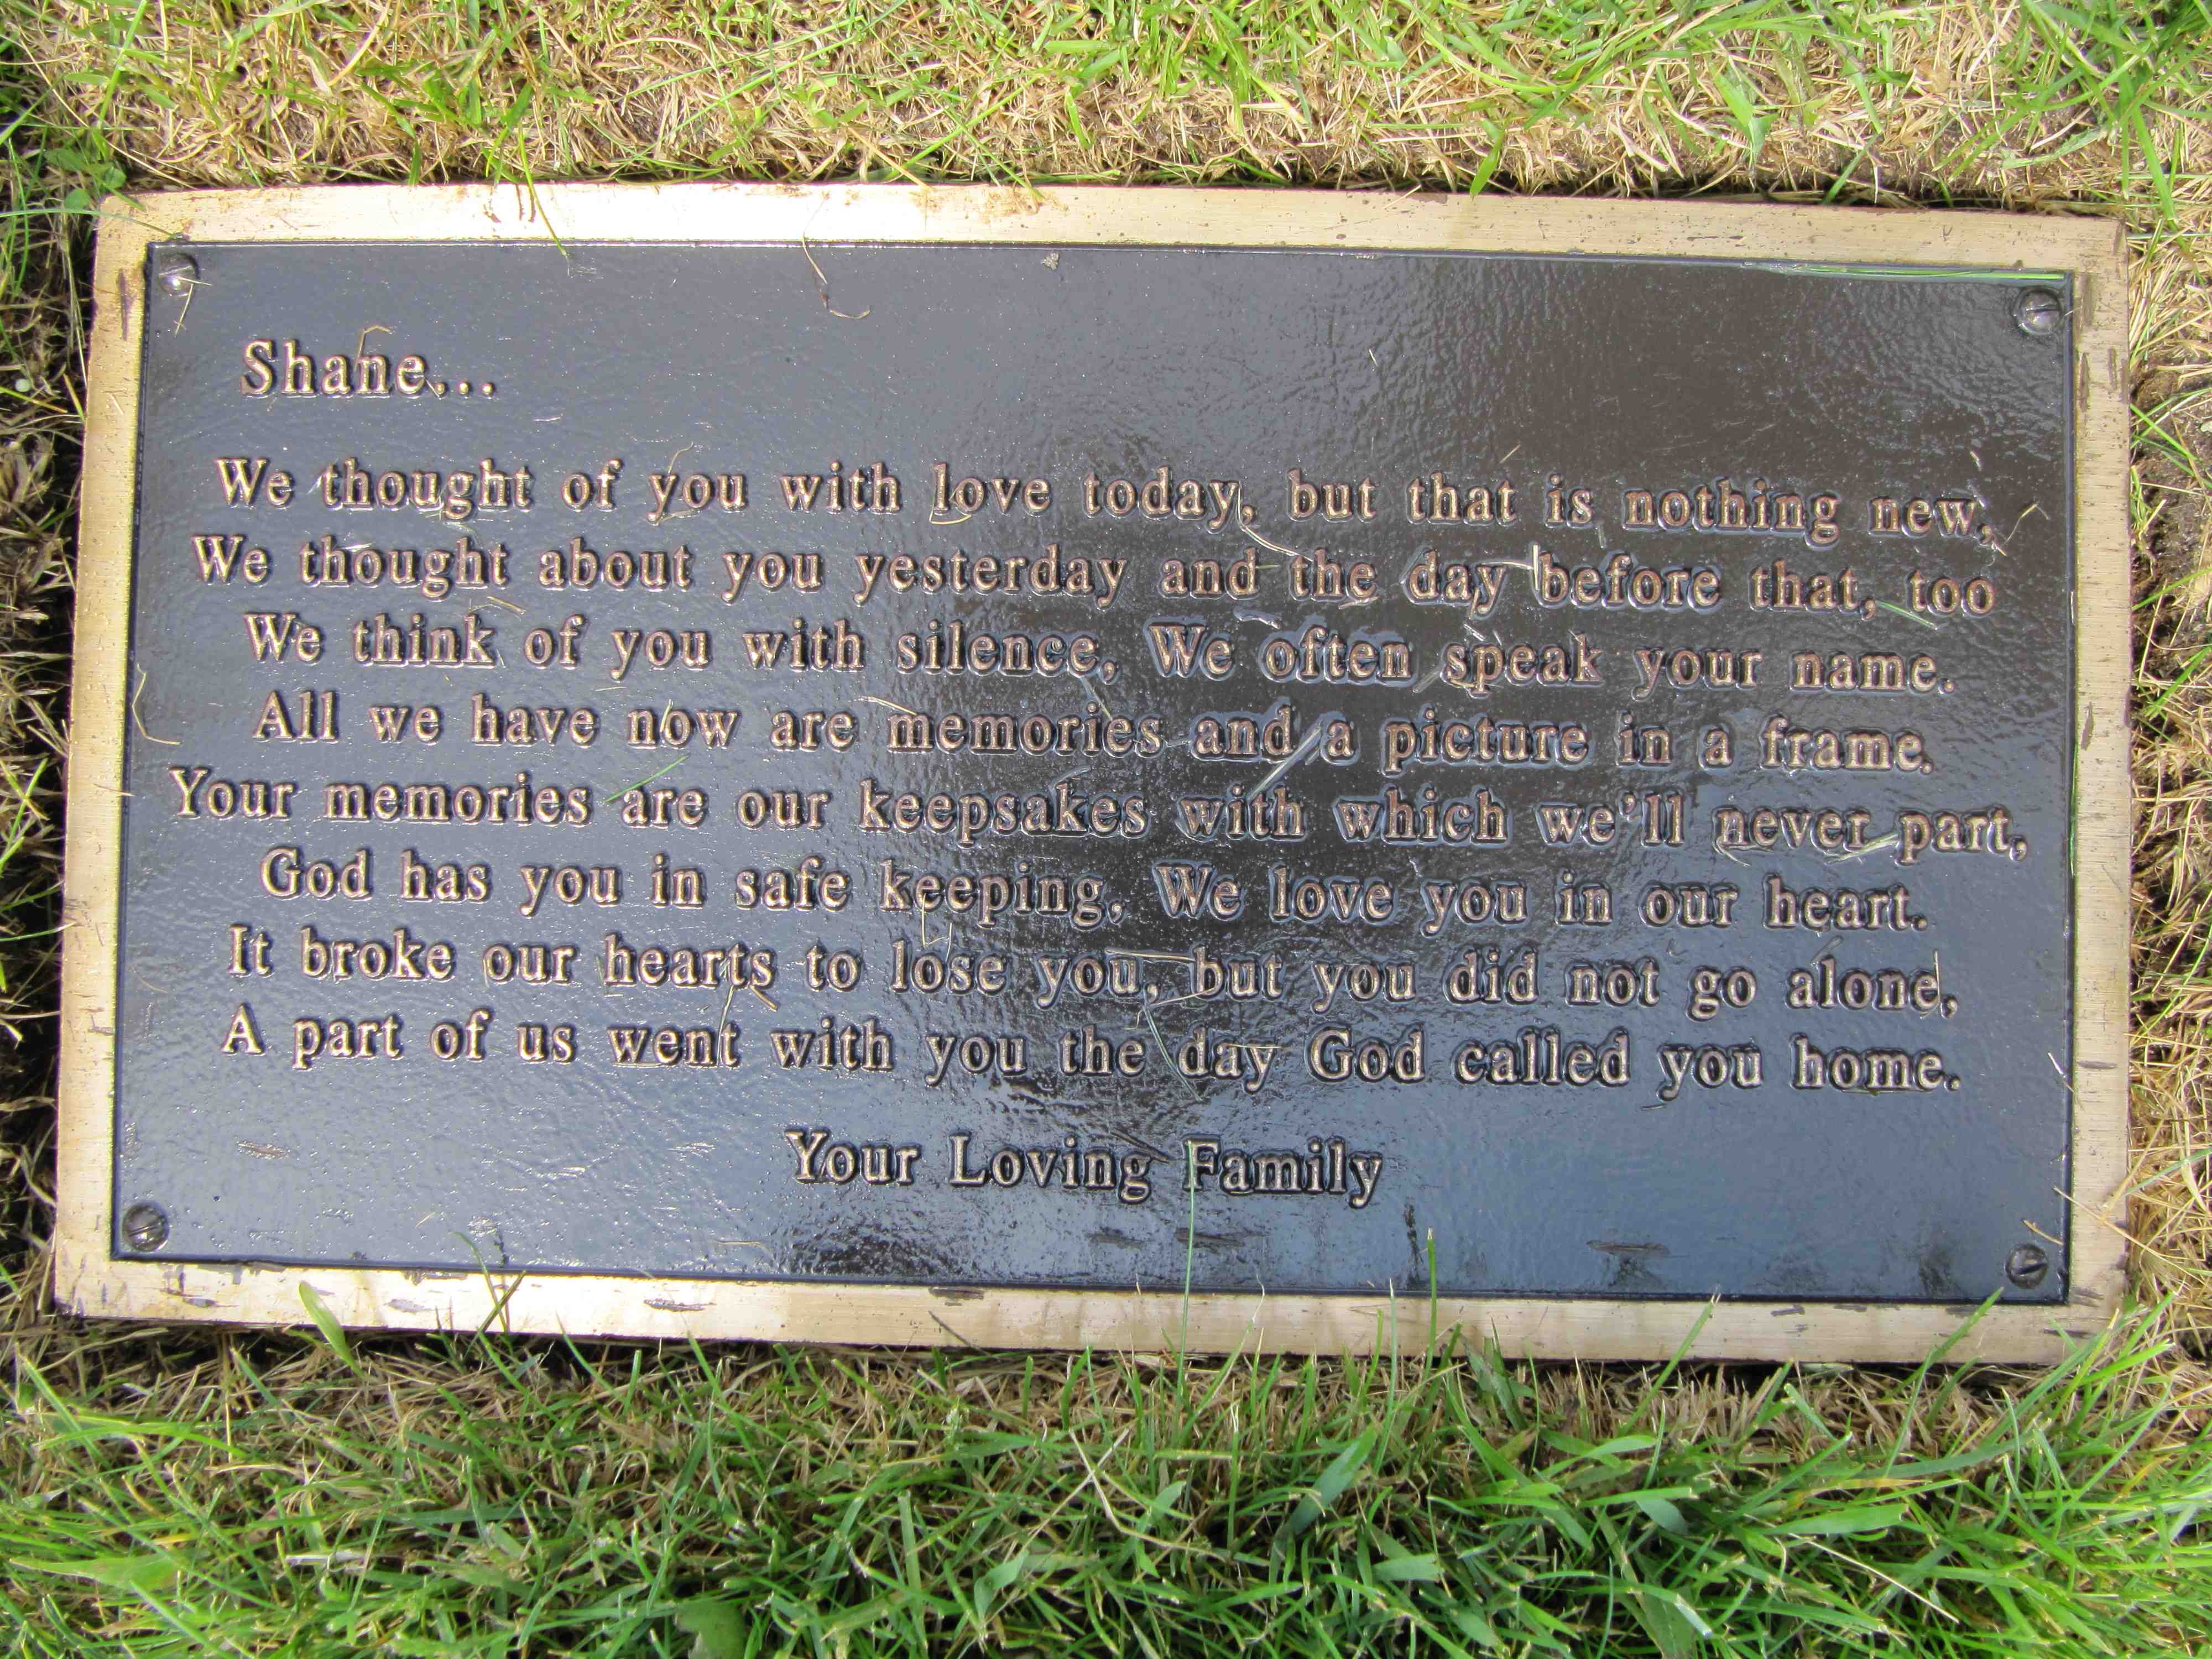 Shane...
We thought of you with love today, but that is nothing new,
We thought about you yesterday and the day before that, too
We think of you with silence, We often speak your name.
All we have now are memories and a picture in a frame.
Your memories are our keepsakes with which we'll never part,
God has you in safe keeping, We love you in our heart.
It broke our hearts to lose you, but you did not go alone,
A part of us went with you the day God called you home.
Your Loving Family